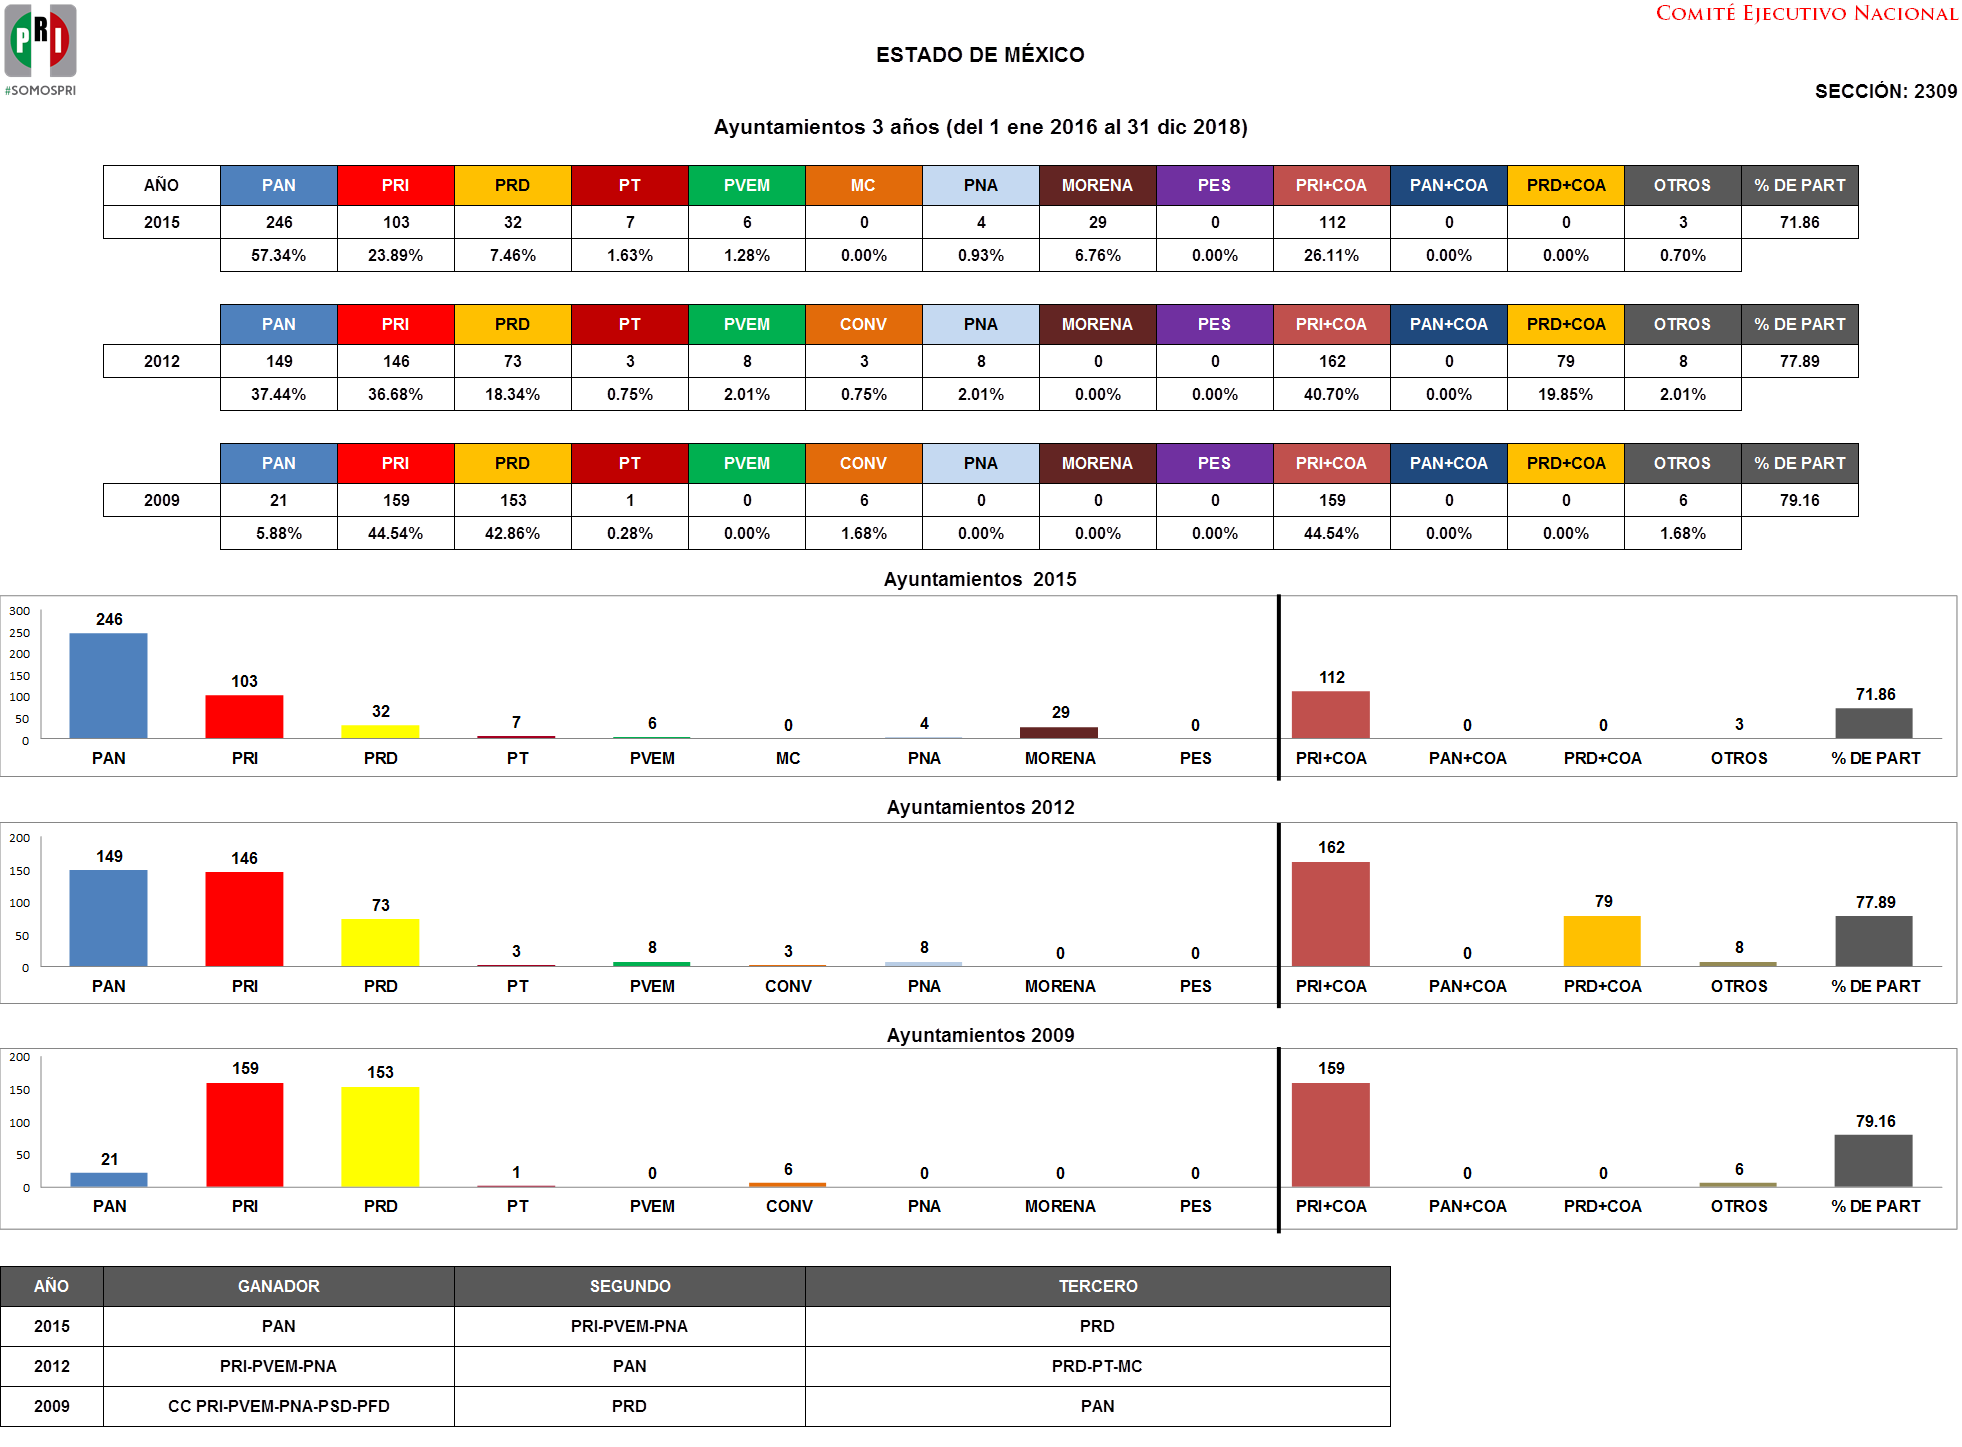 PRI
#SOMOSPRI
COMITÉ EJECUTIVO NACIONAL
ESTADO DE MÉXICO
SECCIÓN: 2309
Ayuntamientos 3 años (del 1 ene 2016 al 31 dic 2018)
AÑO PAN PRI PRD PT PVEM MC PNA MORENA PES PRI+COA PAN+COA PRD+COA OTROS % DE PART
2015 246 103 32 7 6 0 4 29 0 112 0 0 3 71.86
57.34% 23.89% 7.46% 1.63% 1.28% 0.00% 0.93% 6.76% 0.00% 26.11% 0.00% 0.00% 0.70%
PAN PRI PRD PT PVEM CONV PNA MORENA PES PRI+COA PAN+COA PRD+COA OTROS % DE PART
2012 149 146 73 3 8 3 8 0 0 162 0 79 8 77.89
37.44% 36.68% 18.34% 0.75% 2.01% 0.75% 2.01% 0.00% 0.00% 40.70% 0.00% 19.85% 2.01%
PAN PRI PRD PT PVEM CONV PNA MORENA PES PRI+COA PAN+COA PRD+COA OTROS % DE PART
2009 21 159 153 1 0 6 0 0 0 159 0 0 6 79.16
5.88% 44.54% 42.86% 0.28% 0.00% 1.68% 0.00% 0.00% 0.00% 44.54% 0.00% 0.00% 1.68%
Ayuntamientos 2015
300
250
200
150
100
50
0
246 103 32 7 6 0 4 29 0 112 0 0 3 71.86
PAN PRI PRD PT PVEM MC PNA MORENA PES PRI+COA PAN+COA PRD+COA OTROS % DE PART
Ayuntamientos 2012
200
150
100
50
0
149 146 73 3 8 3 8 0 0 162 0 79 8 77.89
PAN PRI PRD PT PVEM CONV PNA MORENA PES PRI+COA PAN+COA PRD+COA OTROS % DE PART
Ayuntamientos 2009
200
150
100
50
0
21 159 153 1 0 6 0 0 0 159 0 0 6 79.16
PAN PRI PRD PT PVEM CONV PNA MORENA PES PRI+COA PAN+COA PRD+COA OTROS % DE PART
AÑO GANADOR SEGUNDO TERCERO
2015 PAN PRI-PVEM-PNA PRD
2012 PRI-PVEM-PNA PAN PRD-PT-MC
2009 CC PRI-PVEM-PNA-PSD-PFD PRD PAN